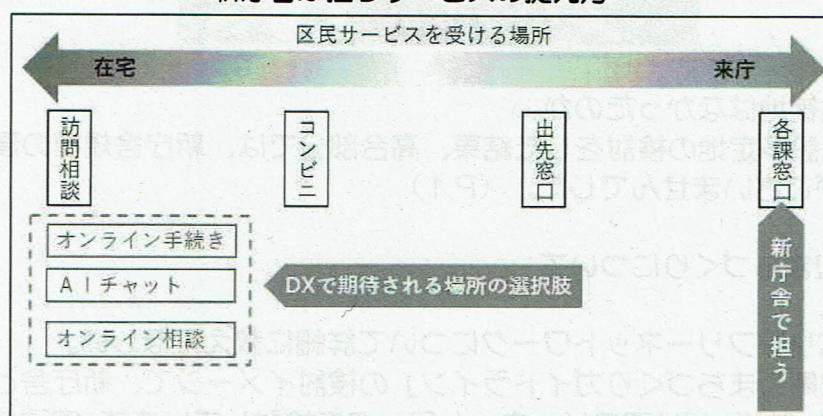 区民サービスを受ける場所
在宅
来庁
訪問相談
コンビニ
出先窓口
各課窓口
オンライン手続き
AIチャット
オンライン相談
DXで期待される場所の選択肢
新庁舎で担う